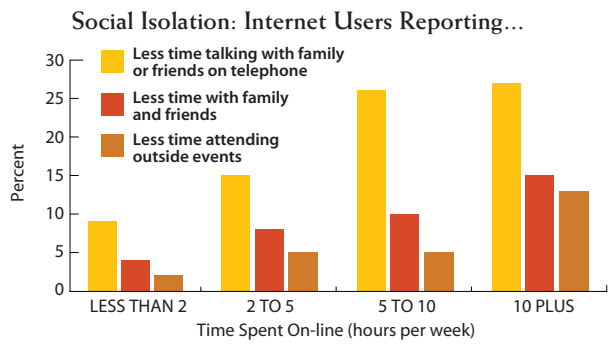 Social Isolation: Internet Users Reporting...
Less time talking with family
or friends on telephone
Less time with family
and friends
Less time attending
outside events
Percent
30
25
20
15
10
5
0
LESS THAN 2
2 TO 5
5 TO 10
10 PLUS
Time Spent On-line (hours per week)